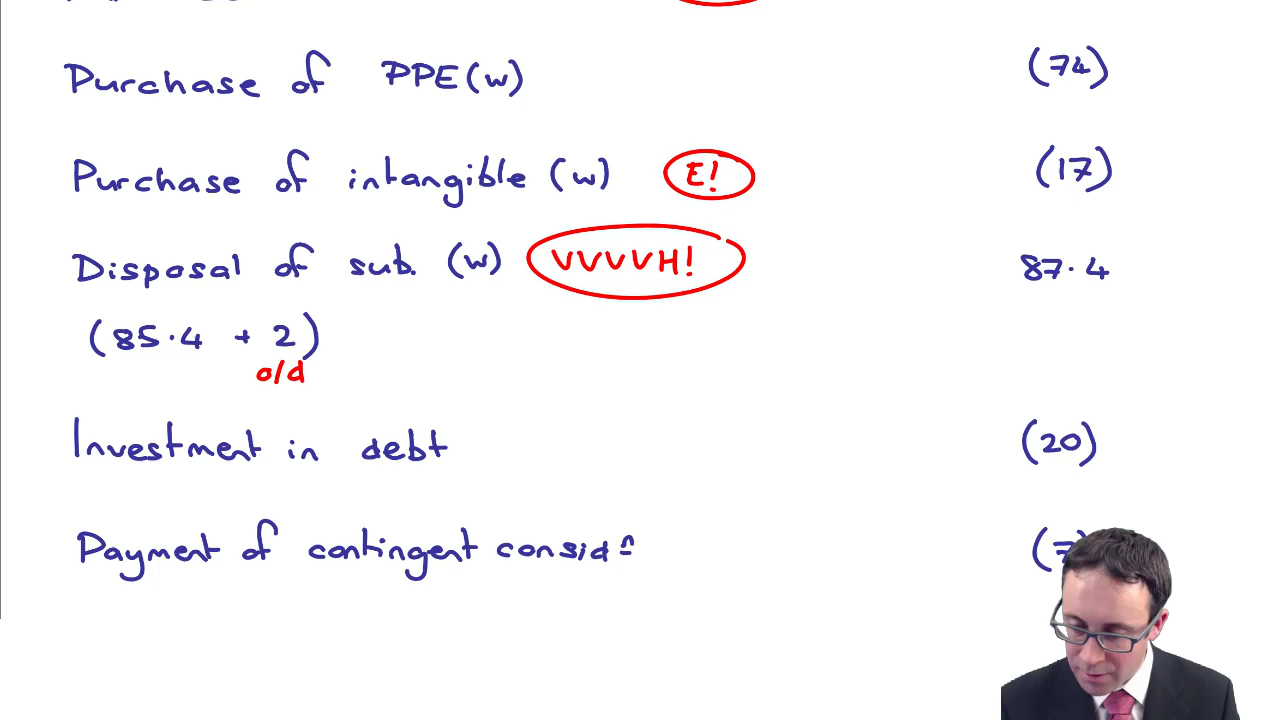 Purchase of PPE (w) (74)
Purchase of intangible (w) E! (17)
Disposal of sub. (w) VVVVH! 87.4
(85.4 + 2)
o/d
Investment in debt (20)
Payment of contingent consid n (7